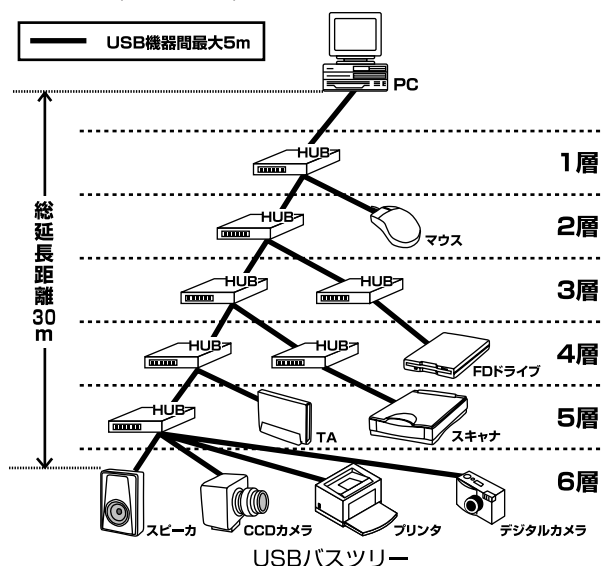 USB機器間最大5m
PC
HUB
1層
HUB
マウス
2層
HUB
HUB
3層
総延長距離30m
HUB
HUB
FDドライブ
4層
HUB
TA
スキャナ
5層
スピーカ
CCDカメラ
プリンタ
デジタルカメラ
6層
USBバスツリー